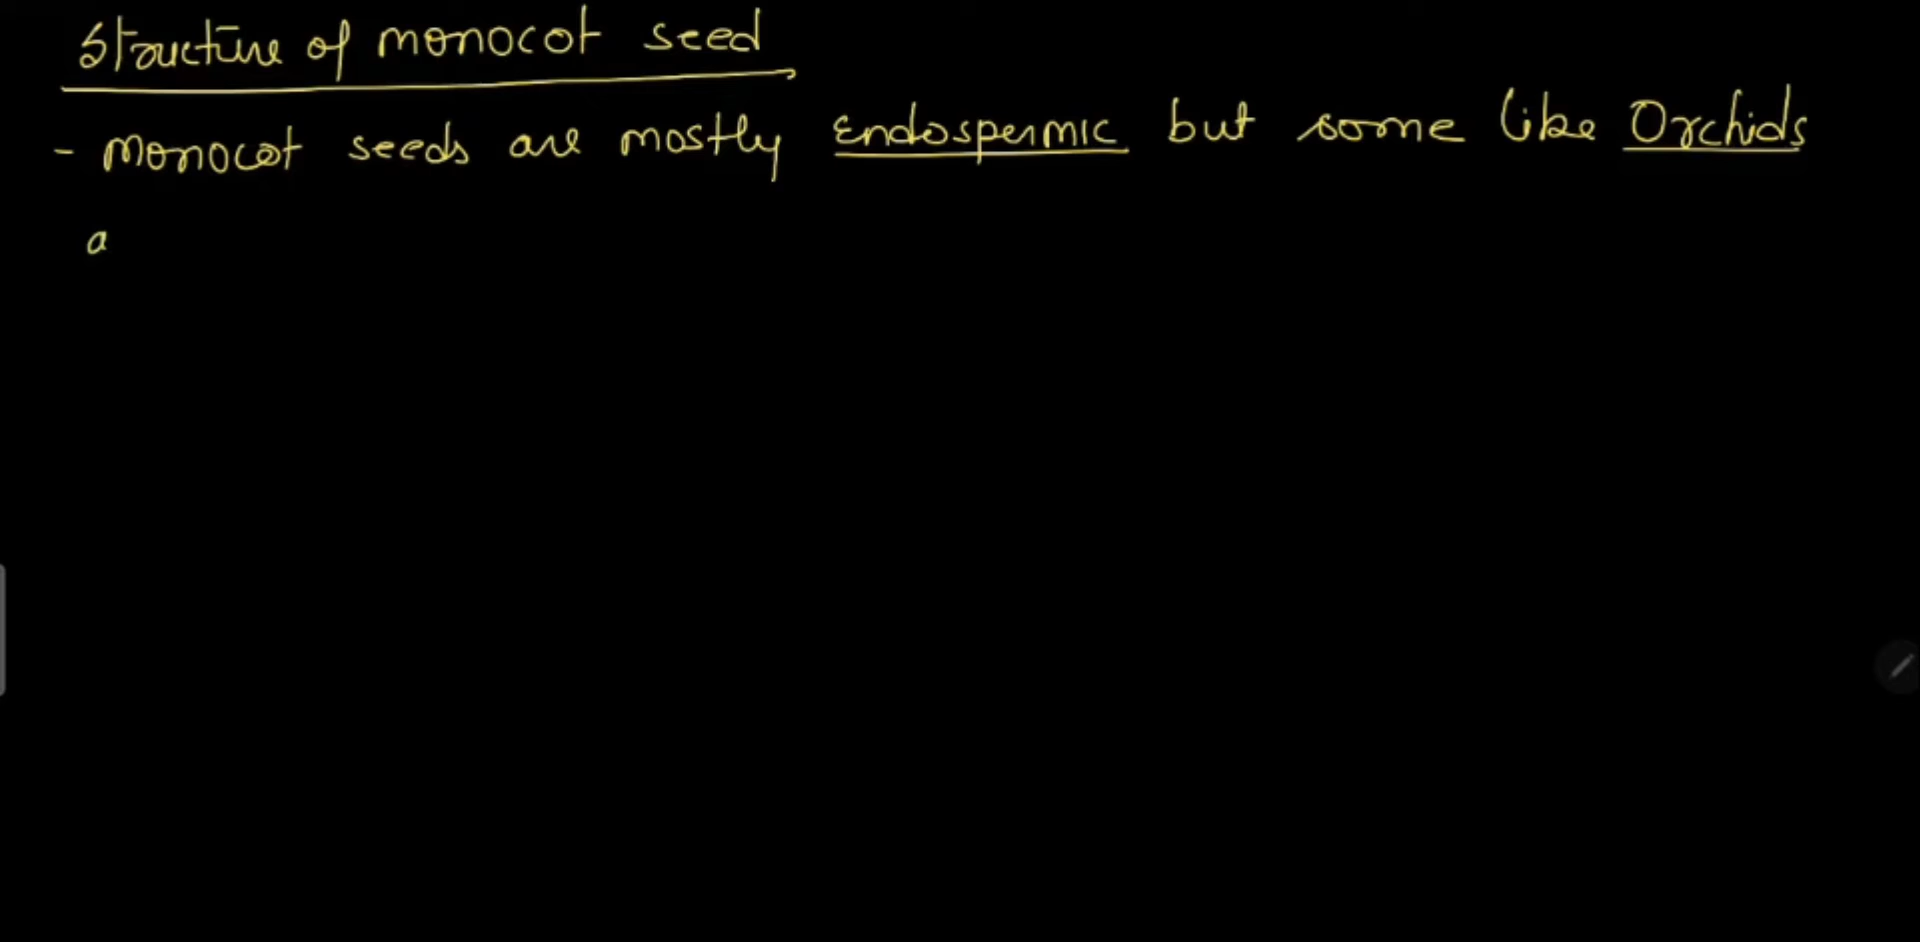 Structure of monocot seed
- Monocot seeds are mostly Endospermic but some like Orchids
a